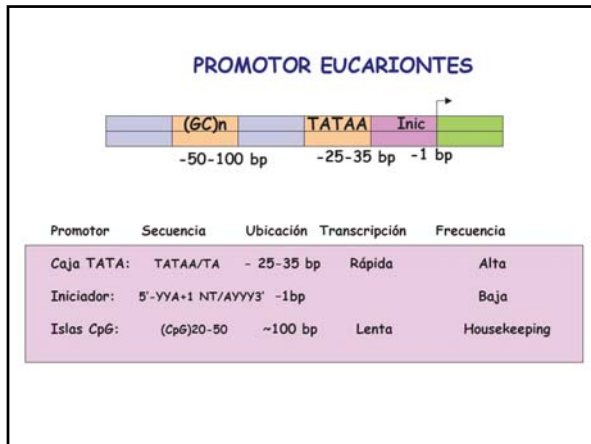 PROMOTOR EUCARIONTES
(GC)n TATAA Inic
-50-100 bp -25-35 bp -1 bp
Promotor Secuencia Ubicación Transcripción Frecuencia
Caja TATA: TATAA/TA - 25-35 bp Rápida Alta
Iniciador: 5'-YYA+1 NT/AYYY3' -1bp Baja
Islas CpG: (CpG)20-50 ~100 bp Lenta Housekeeping